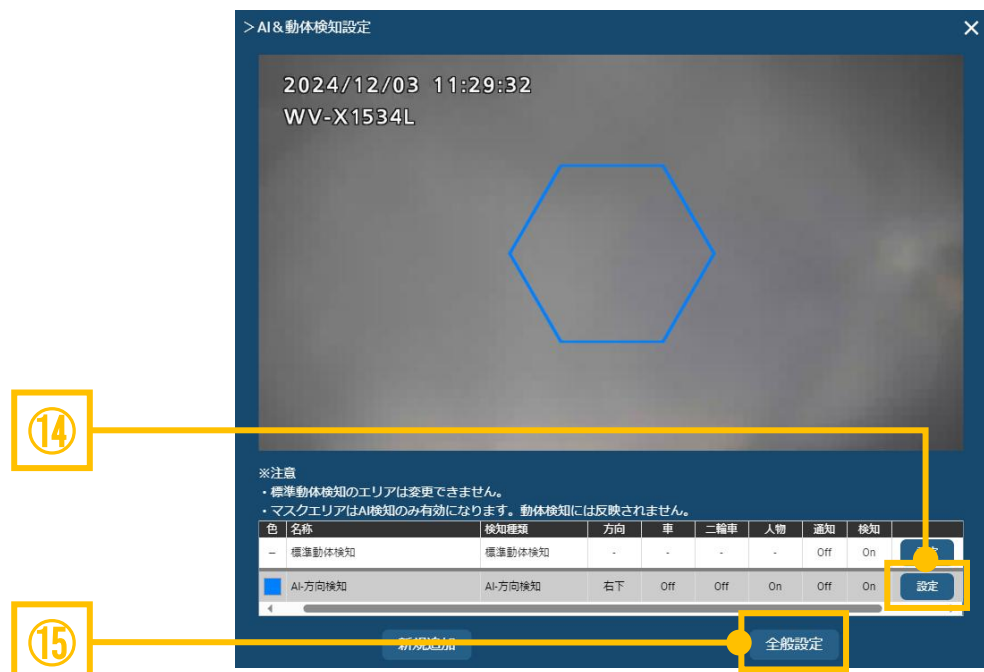 ＞AI＆動体検知設定 ×
2024/12/03 11:29:32
WV-X1534L
⑭
※注意
・標準動体検知のエリアは変更できません。
・マスクエリアはAI検知のみ有効になります。動体検知には反映されません。
色 名称 検知種類 方向 車 二輪車 人物 通知 検知
– 標準動体検知 標準動体検知 - - - - Off On
AI-方向検知 AI-方向検知 右下 Off Off On Off On 設定
⑮
新規追加 全般設定